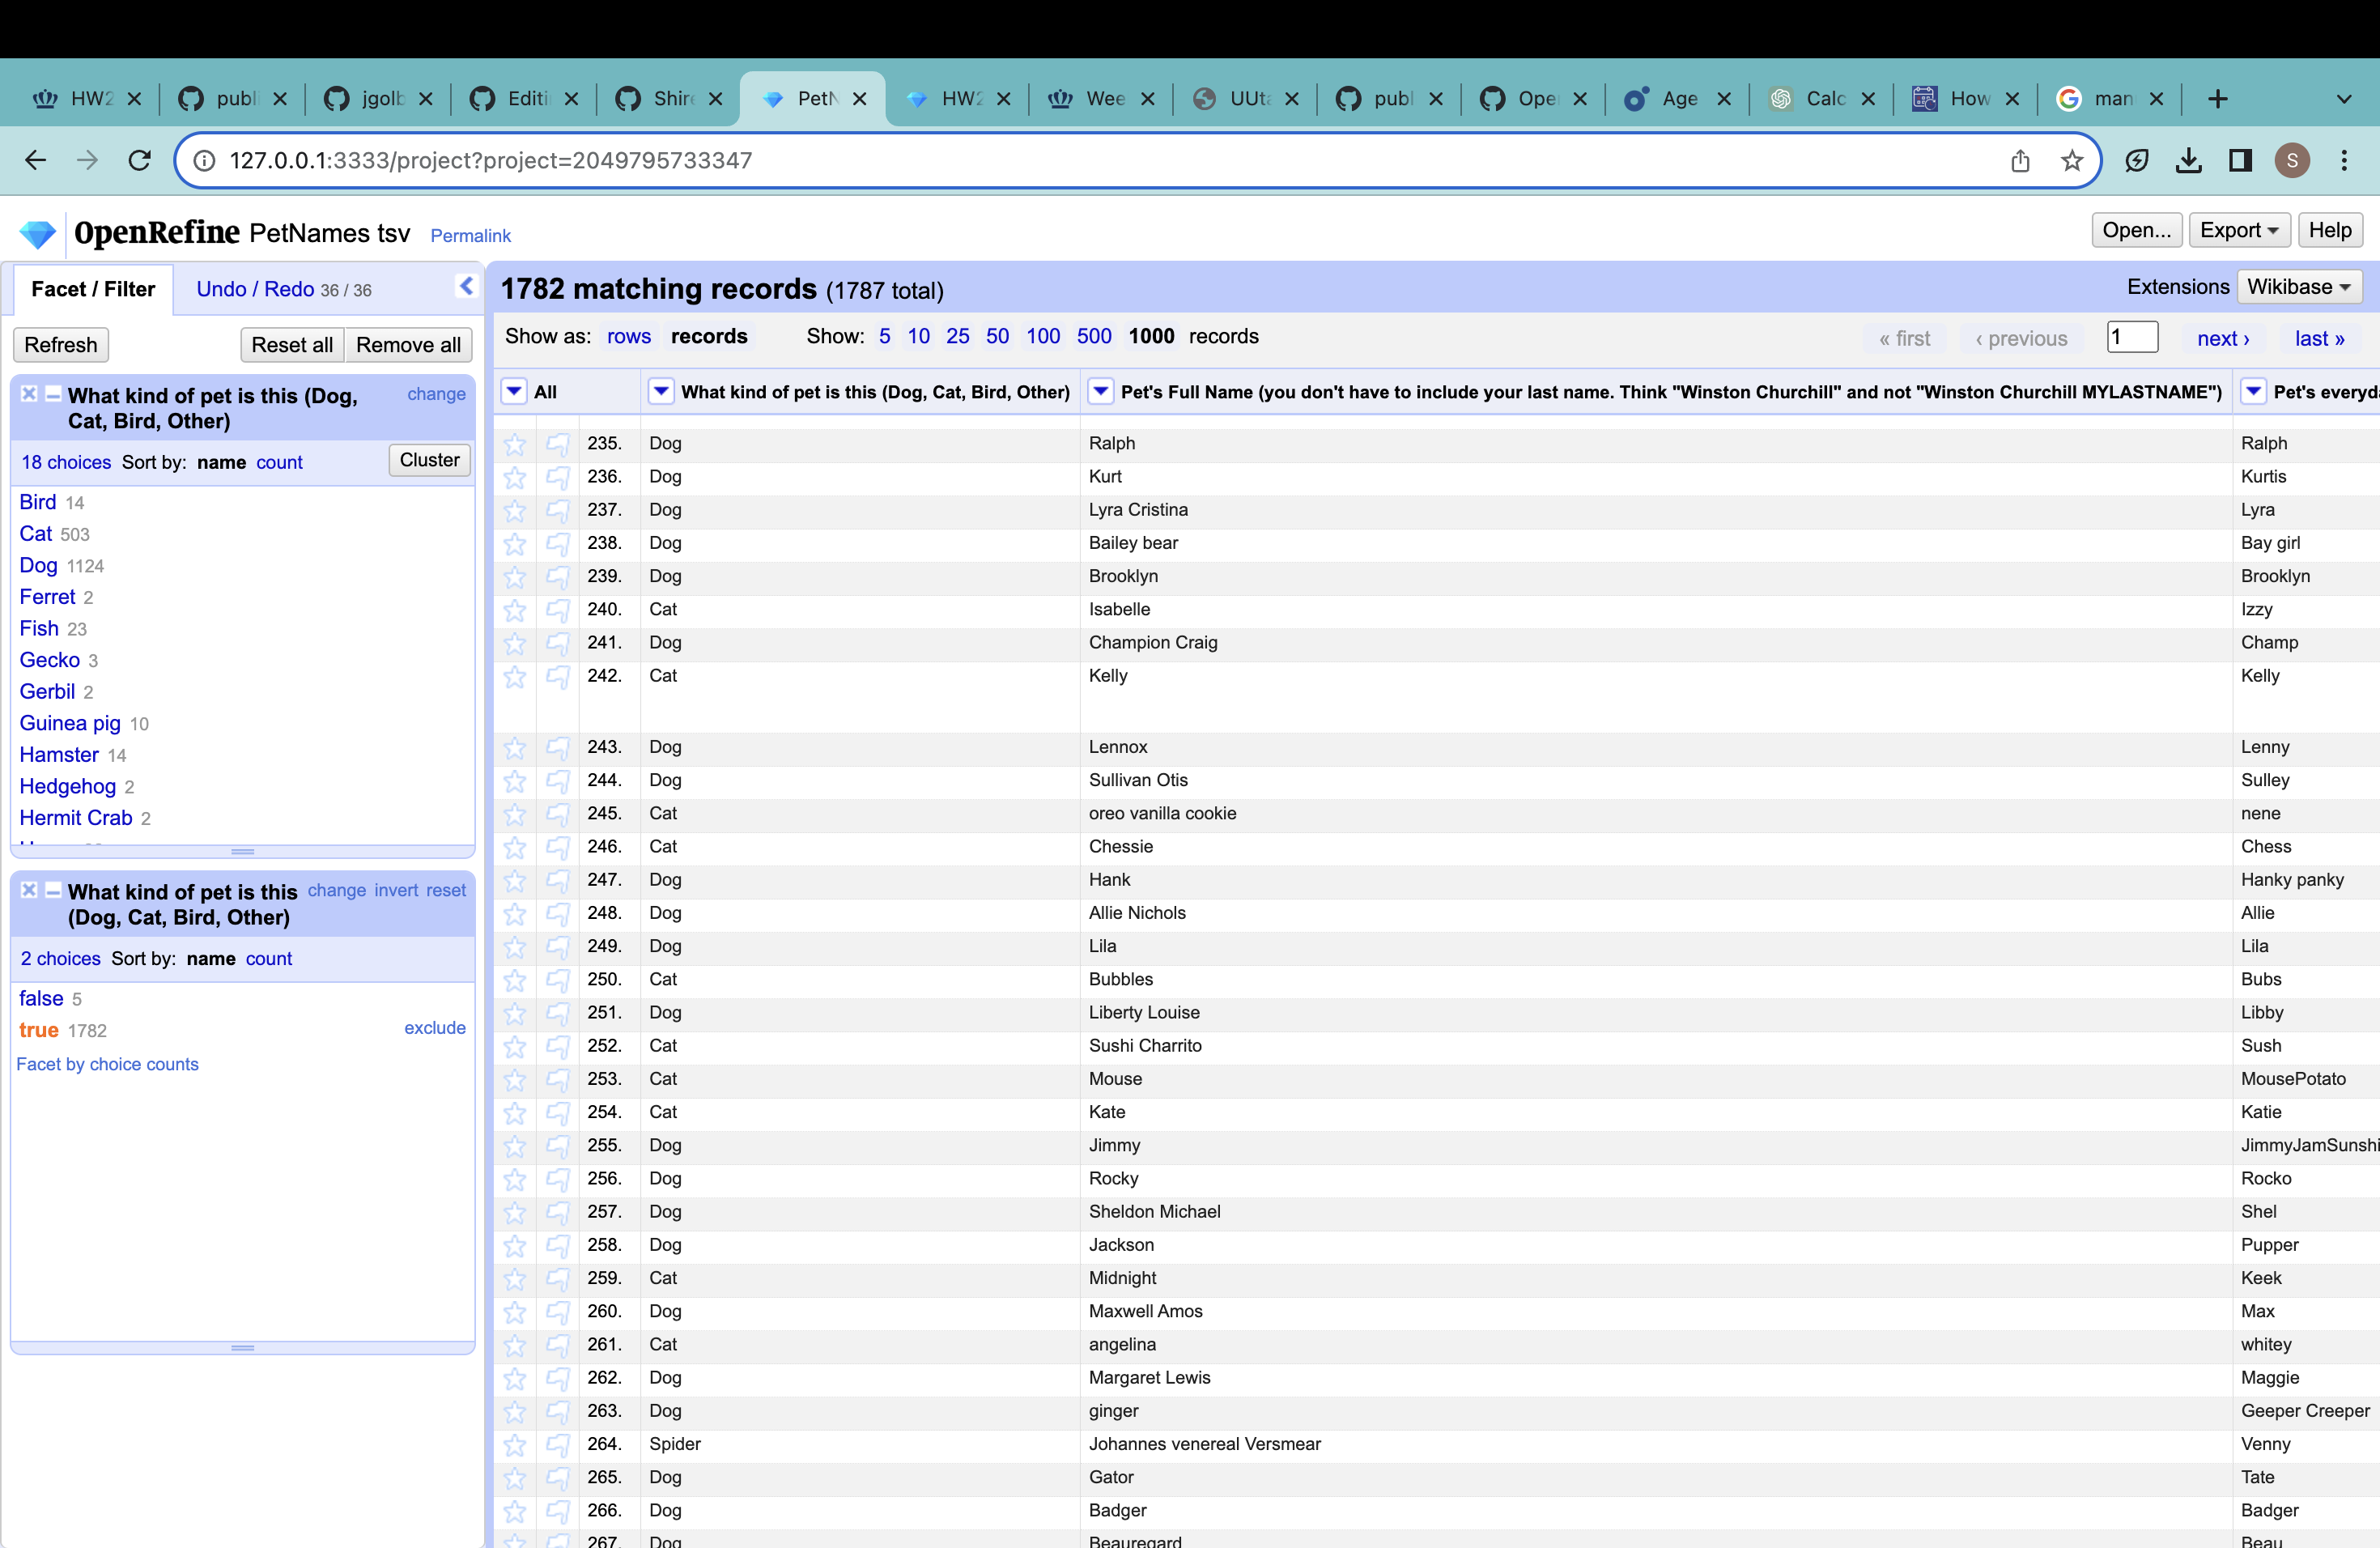 HW2 publi jgolb Editi Shire PetN HW2 Wee UUta publ Ope Age Calc How man
127.0.0.1:3333/project?project=2049795733347 S
OpenRefine PetNames tsv Permalink Open... Export Help
Facet / Filter Undo / Redo 36 / 36 1782 matching records (1787 total) Extensions Wikibase
Refresh Reset all Remove all Show as: rows records Show: 5 10 25 50 100 500 1000 records « first ‹ previous 1 next › last »
What kind of pet is this (Dog, Cat, Bird, Other) change
18 choices Sort by: name count Cluster
Bird 14
Cat 503
Dog 1124
Ferret 2
Fish 23
Gecko 3
Gerbil 2
Guinea pig 10
Hamster 14
Hedgehog 2
Hermit Crab 2
What kind of pet is this (Dog, Cat, Bird, Other) change invert reset
2 choices Sort by: name count
false 5
true 1782 exclude
Facet by choice counts
All What kind of pet is this (Dog, Cat, Bird, Other) Pet's Full Name (you don't have to include your last name. Think "Winston Churchill" and not "Winston Churchill MYLASTNAME") Pet's everyd
235. Dog Ralph Ralph
236. Dog Kurt Kurtis
237. Dog Lyra Cristina Lyra
238. Dog Bailey bear Bay girl
239. Dog Brooklyn Brooklyn
240. Cat Isabelle Izzy
241. Dog Champion Craig Champ
242. Cat Kelly Kelly
243. Dog Lennox Lenny
244. Dog Sullivan Otis Sulley
245. Cat oreo vanilla cookie nene
246. Cat Chessie Chess
247. Dog Hank Hanky panky
248. Dog Allie Nichols Allie
249. Dog Lila Lila
250. Cat Bubbles Bubs
251. Dog Liberty Louise Libby
252. Cat Sushi Charrito Sush
253. Cat Mouse MousePotato
254. Cat Kate Katie
255. Dog Jimmy JimmyJamSunshi
256. Dog Rocky Rocko
257. Dog Sheldon Michael Shel
258. Dog Jackson Pupper
259. Cat Midnight Keek
260. Dog Maxwell Amos Max
261. Cat angelina whitey
262. Dog Margaret Lewis Maggie
263. Dog ginger Geeper Creeper
264. Spider Johannes venereal Versmear Venny
265. Dog Gator Tate
266. Dog Badger Badger
267. Dog Beauregard Beau